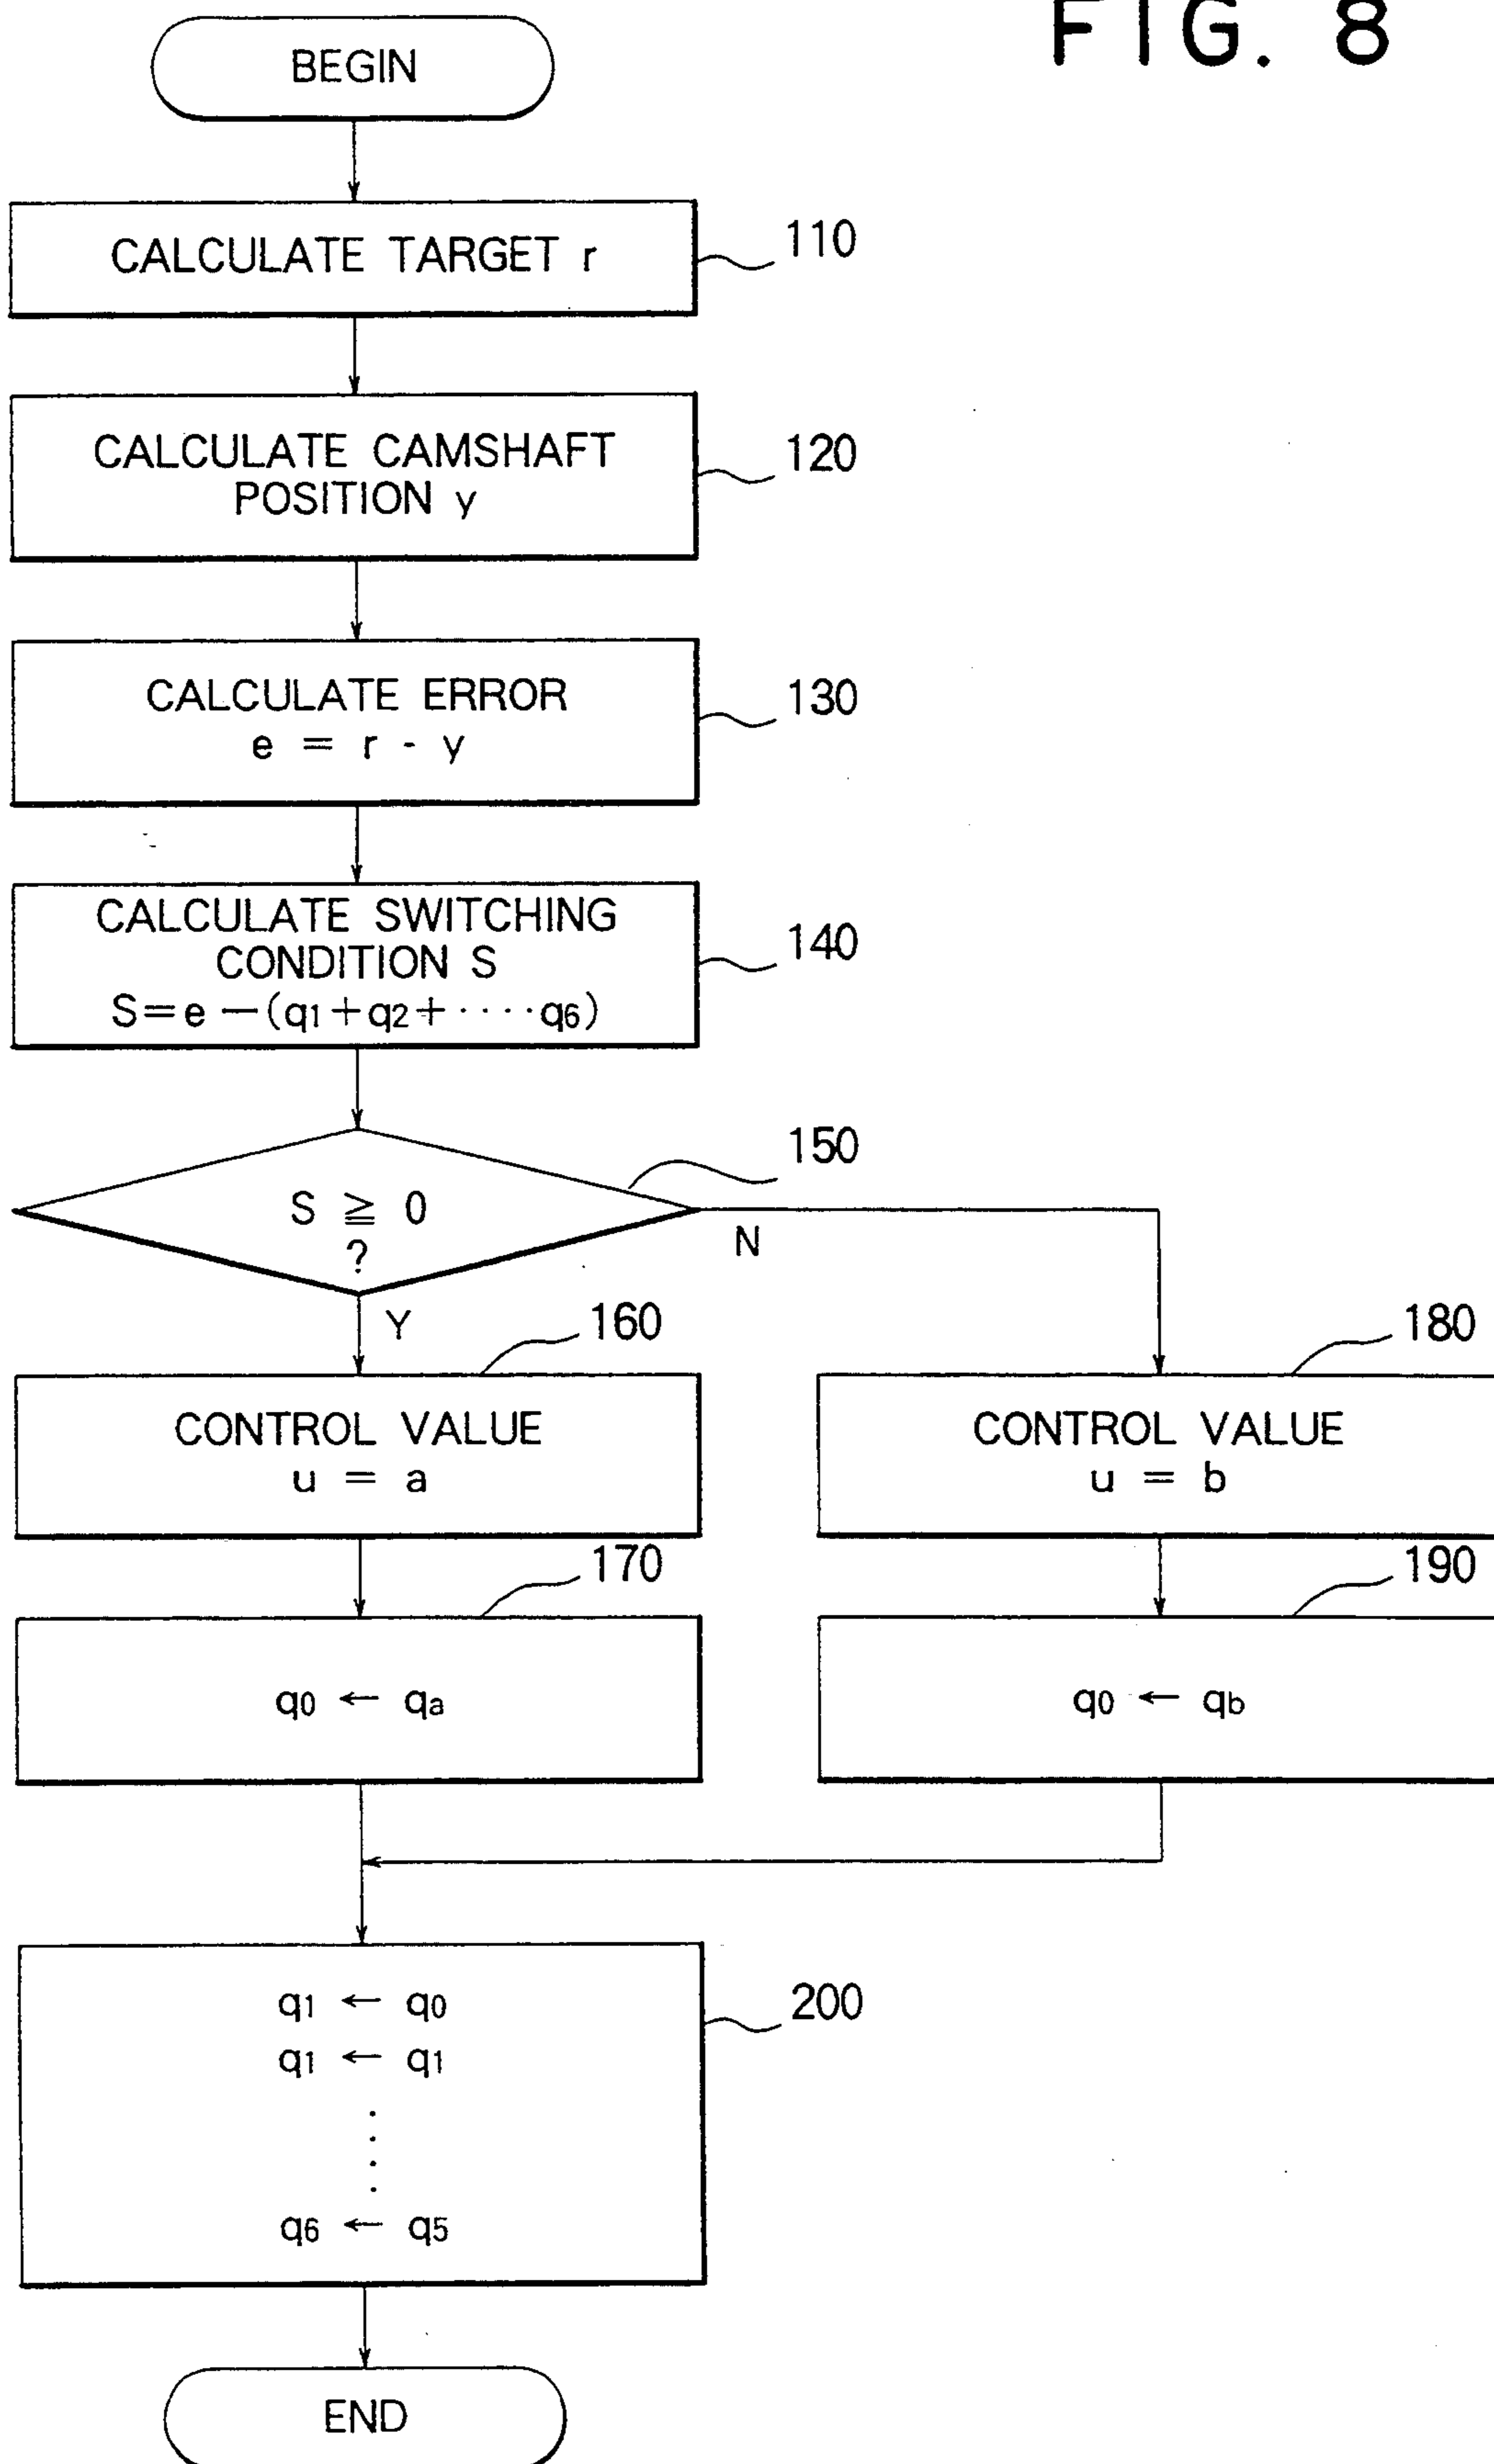 FIG. 8
BEGIN
CALCULATE TARGET r
110
CALCULATE CAMSHAFT
POSITION y
120
CALCULATE ERROR
e = r - y
130
CALCULATE SWITCHING
CONDITION S
S=e-(q1+q2+····q6)
140
S ≧ 0
?
150
N
Y
160
CONTROL VALUE
u = a
180
CONTROL VALUE
u = b
170
q0 ← qa
190
q0 ← qb
q1 ← q0
q1 ← q1
q6 ← q5
200
END